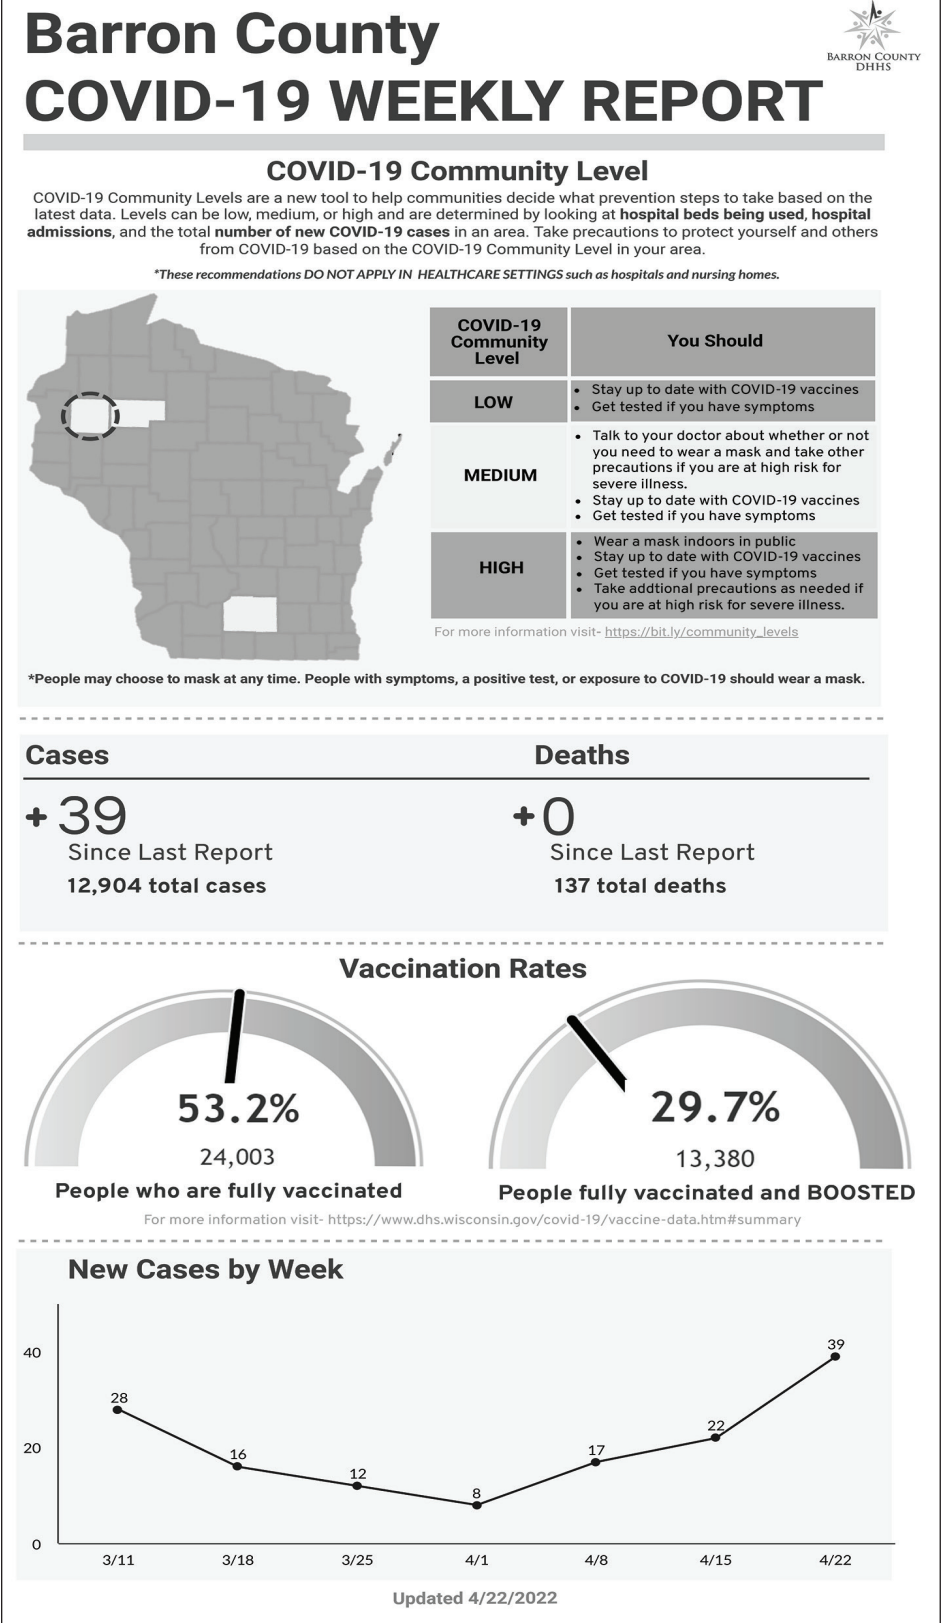 Barron County
COVID-19 WEEKLY REPORT
BARRON COUNTY
DHHS
COVID-19 Community Level
COVID-19 Community Levels are a new tool to help communities decide what prevention steps to take based on the
latest data. Levels can be low, medium, or high and are determined by looking at hospital beds being used, hospital
admissions, and the total number of new COVID-19 cases in an area. Take precautions to protect yourself and others
from COVID-19 based on the COVID-19 Community Level in your area.
*These recommendations DO NOT APPLY IN HEALTHCARE SETTINGS such as hospitals and nursing homes.
COVID-19
Community
Level
You Should
LOW
• Stay up to date with COVID-19 vaccines
• Get tested if you have symptoms
MEDIUM
• Talk to your doctor about whether or not
you need to wear a mask and take other
precautions if you are at high risk for
severe illness.
• Stay up to date with COVID-19 vaccines
• Get tested if you have symptoms
HIGH
• Wear a mask indoors in public
• Stay up to date with COVID-19 vaccines
• Get tested if you have symptoms
• Take addtional precautions as needed if
you are at high risk for severe illness.
For more information visit- https://bit.ly/community_levels
*People may choose to mask at any time. People with symptoms, a positive test, or exposure to COVID-19 should wear a mask.
Cases
+ 39
Since Last Report
12,904 total cases
Deaths
+ 0
Since Last Report
137 total deaths
Vaccination Rates
53.2%
24,003
People who are fully vaccinated
29.7%
13,380
People fully vaccinated and BOOSTED
For more information visit- https://www.dhs.wisconsin.gov/covid-19/vaccine-data.htm#summary
New Cases by Week
40
20
0
28
16
12
8
17
22
39
3/11
3/18
3/25
4/1
4/8
4/15
4/22
Updated 4/22/2022